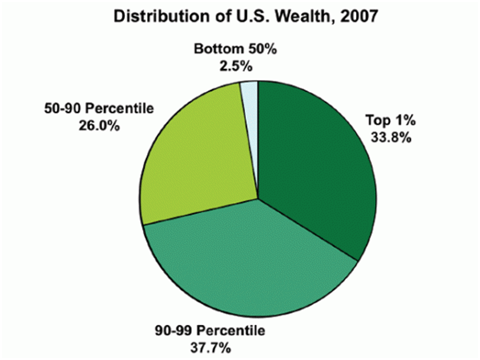 Distribution of U.S. Wealth, 2007
Bottom 50%
2.5%
50-90 Percentile
26.0%
Top 1%
33.8%
90-99 Percentile
37.7%